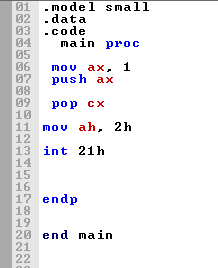 01 .model small
02 .data
03 .code
04 main proc
05
06 mov ax, 1
07 push ax
08
09 pop cx
10
11 mov ah, 2h
12
13 int 21h
14
15
16
17 endp
18
19
20 end main
21
22
23